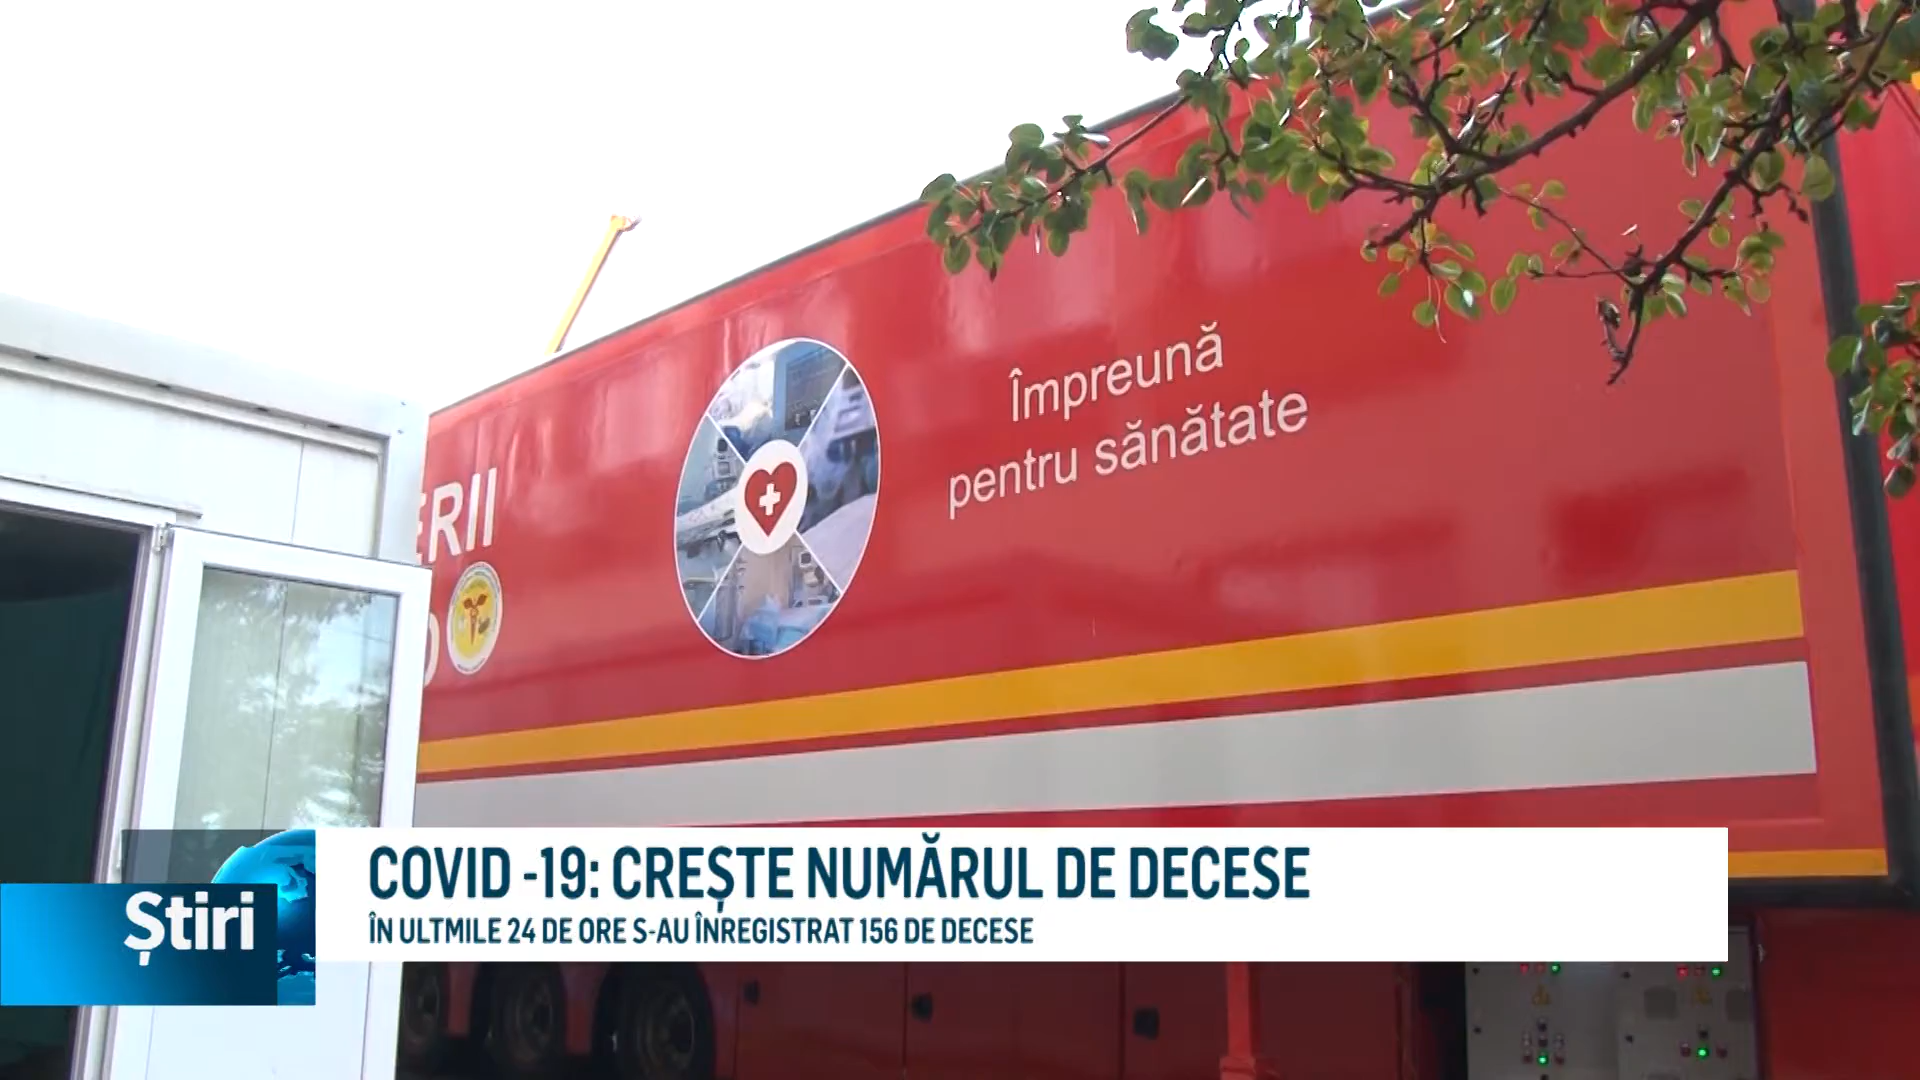 Împreună
pentru sănătate
ERII
Știri
COVID -19: CREȘTE NUMĂRUL DE DECESE
ÎN ULTMILE 24 DE ORE S-AU ÎNREGISTRAT 156 DE DECESE